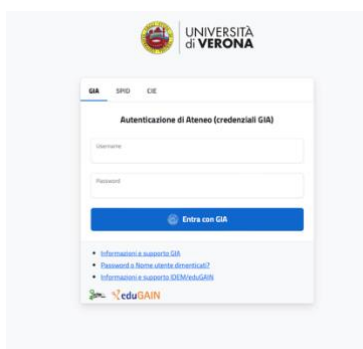 UNIVERSITÀ
di VERONA
GIA SPID CIE
Autenticazione di Ateneo (credenziali GIA)
Username
Password
Entra con GIA
Informazioni e supporto GIA
Password o Nome utente dimenticati?
Informazioni e supporto IDEM/eduGAIN
eduGAIN